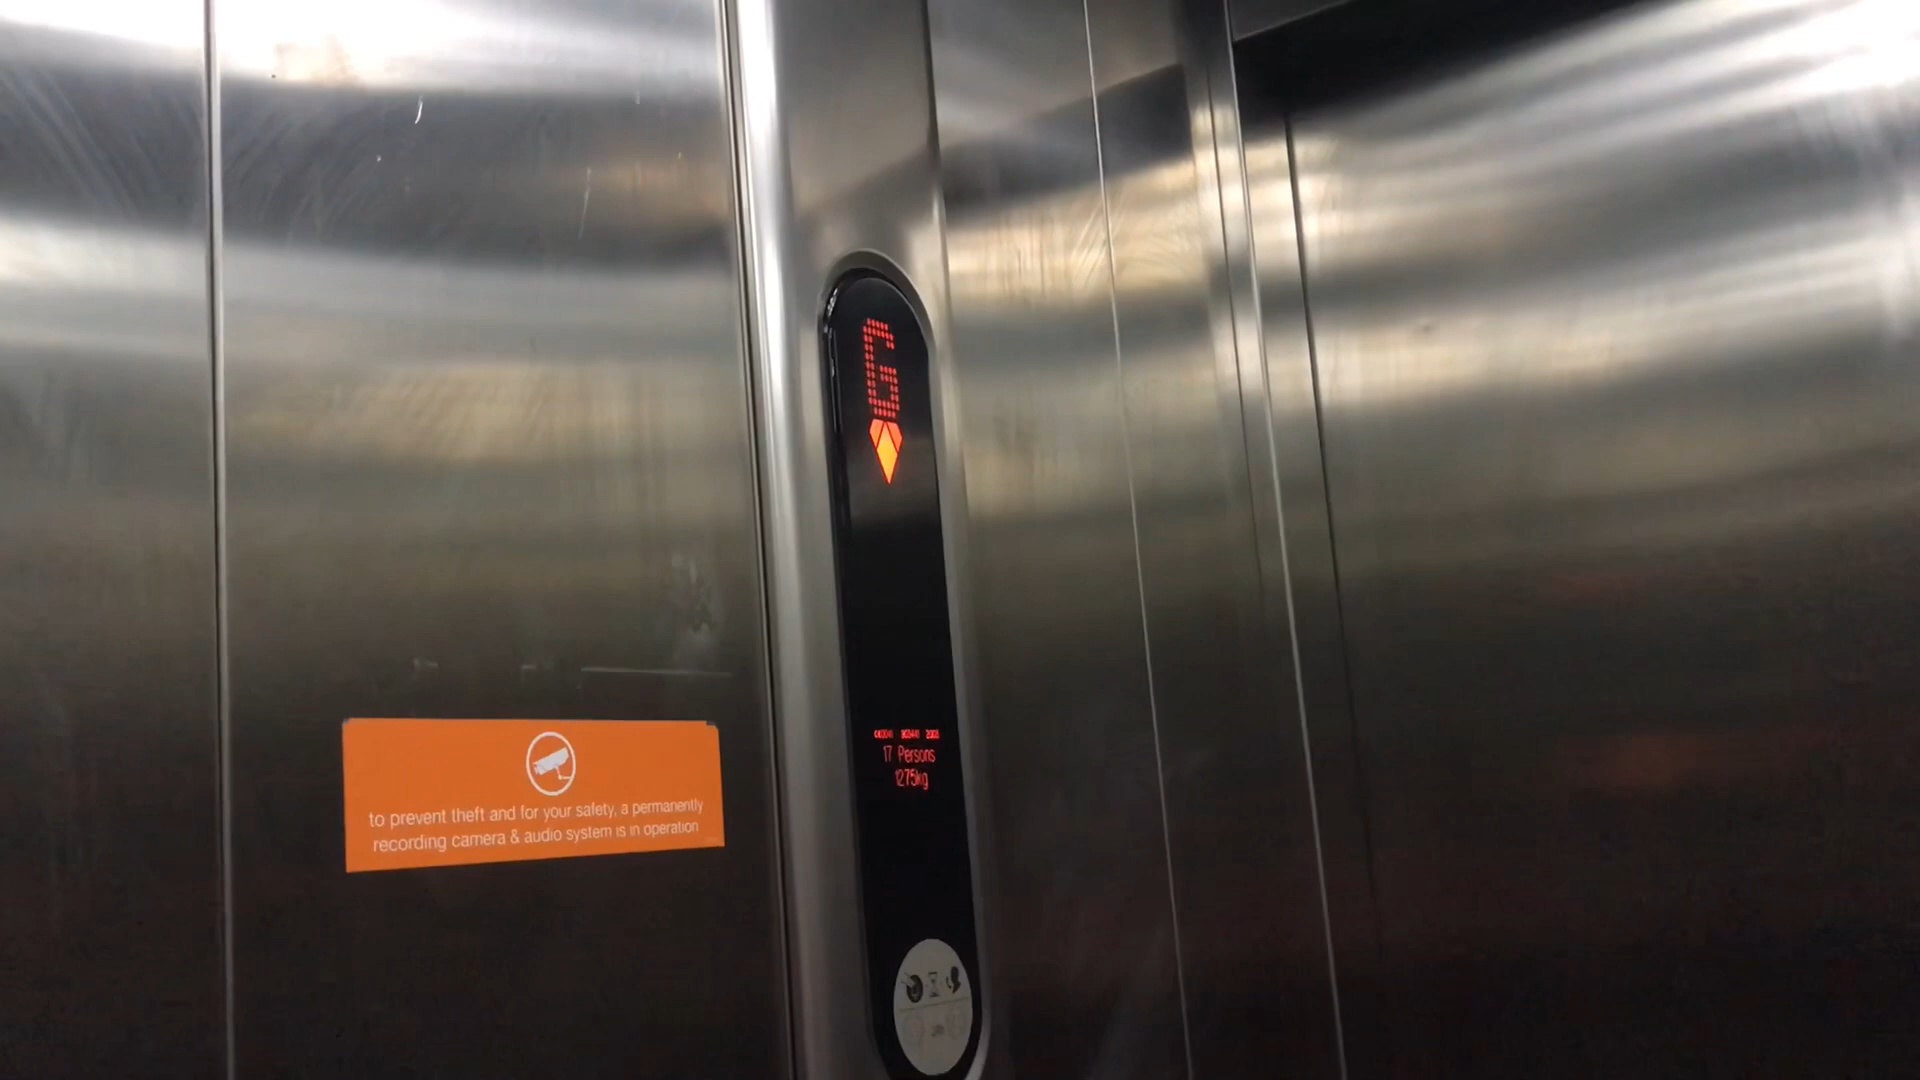 G
17 Persons
1275kg
to prevent theft and for your safety, a permanently
recording camera & audio system is in operation